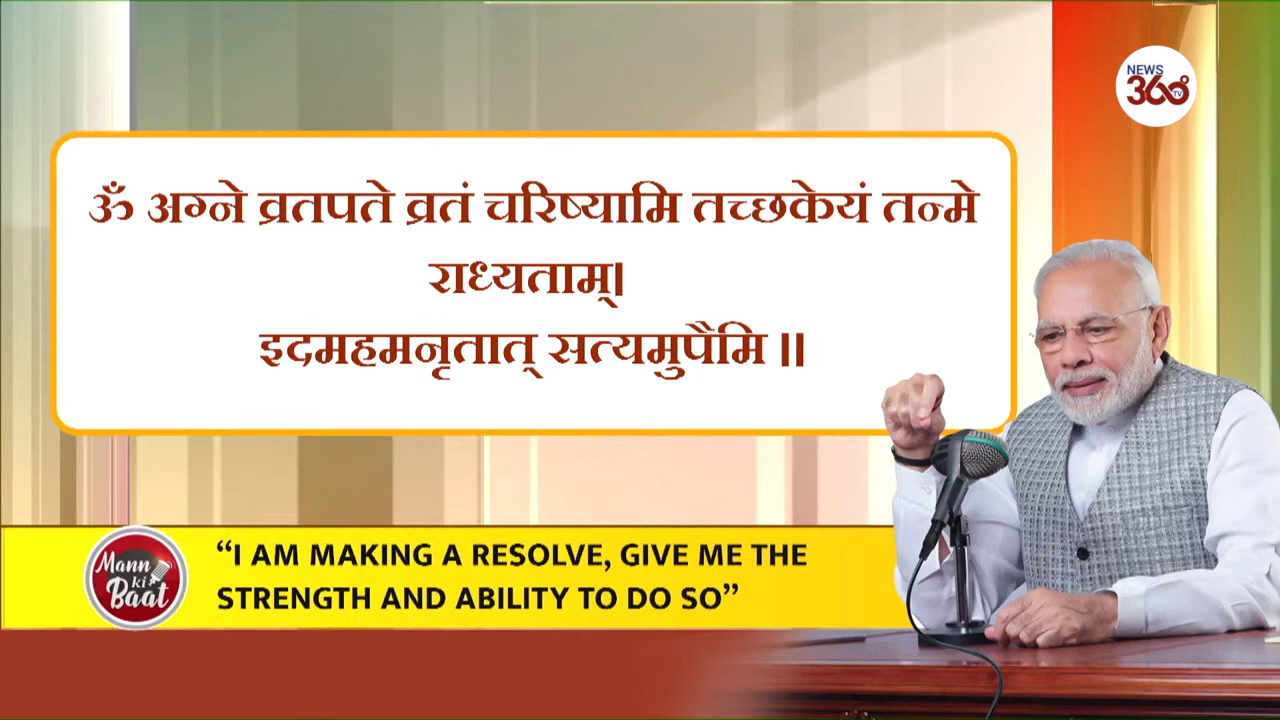 NEWS
360
TV
ॐ अग्ने व्रतपते व्रतं चरिष्यामि तच्छकेयं तन्मे
राध्यताम्।
इदमहमनृतात् सत्यमुपैमि ॥
Mann
ki
Baat
“I AM MAKING A RESOLVE, GIVE ME THE
STRENGTH AND ABILITY TO DO SO”